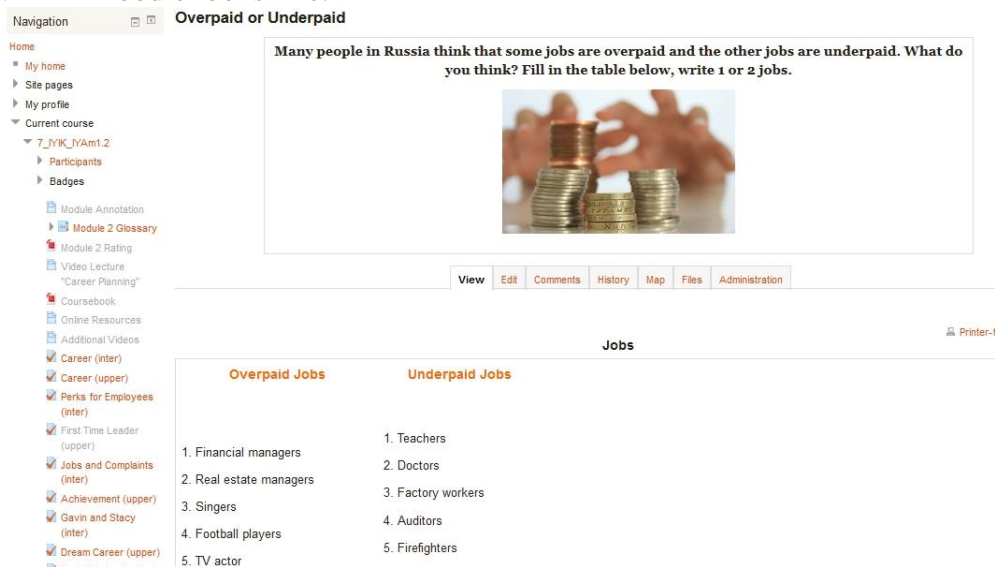 Navigation
Home
My home
Site pages
My profile
Current course
7_IYIK_IYAm1.2
Participants
Badges
Module Annotation
Module 2 Glossary
Module 2 Rating
Video Lecture
"Career Planning"
Coursebook
Online Resources
Additional Videos
Career (inter)
Career (upper)
Perks for Employees
(inter)
First Time Leader
(upper)
Jobs and Complaints
(inter)
Achievement (upper)
Gavin and Stacy
(inter)
Dream Career (upper)
Overpaid or Underpaid
Many people in Russia think that some jobs are overpaid and the other jobs are underpaid. What do
you think? Fill in the table below, write 1 or 2 jobs.
View Edit Comments History Map Files Administration
Printer-f
Jobs
Overpaid Jobs
1. Financial managers
2. Real estate managers
3. Singers
4. Football players
5. TV actor
Underpaid Jobs
1. Teachers
2. Doctors
3. Factory workers
4. Auditors
5. Firefighters